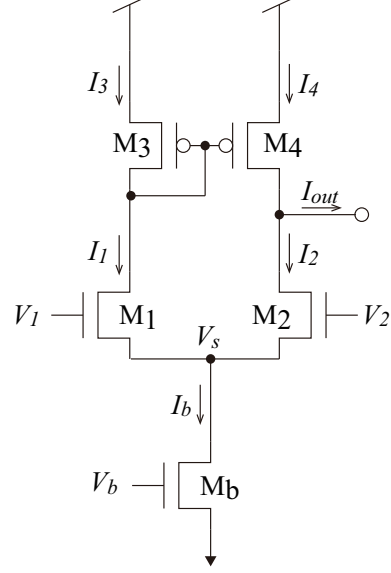 I3 I4
M3 M4
Iout
I1 I2
V1 M1 M2 V2
Vs
Ib
Vb Mb